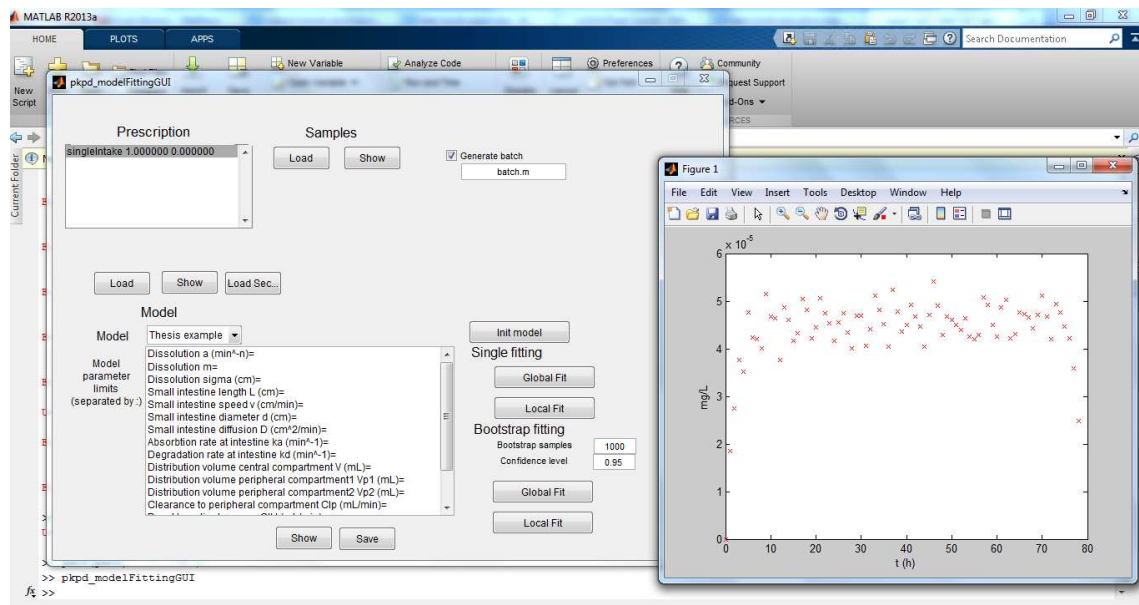 MATLAB R2013a
HOME PLOTS APPS
Search Documentation
New Variable Analyze Code Preferences Community
New
Script
RCES
Current Folder
pkpd_modelFittingGUI
Prescription
singleIntake 1.000000 0.000000
Samples
Load Show
Generate batch
batch.m
Load Show Load Sec...
Model
Model Thesis example
Model
parameter
limits
(separated by :)
Dissolution a (min^-n)=
Dissolution m=
Dissolution sigma (cm)=
Small intestine length L (cm)=
Small intestine speed v (cm/min)=
Small intestine diameter d (cm)=
Small intestine diffusion D (cm^2/min)=
Absorbtion rate at intestine ka (min^-1)=
Degradation rate at intestine kd (min^-1)=
Distribution volume central compartment V (mL)=
Distribution volume peripheral compartment1 Vp1 (mL)=
Distribution volume peripheral compartment2 Vp2 (mL)=
Clearance to peripheral compartment Clp (mL/min)=
Show Save
Init model
Single fitting
Global Fit
Local Fit
Bootstrap fitting
Bootstrap samples 1000
Confidence level 0.95
Global Fit
Local Fit
Figure 1
File Edit View Insert Tools Desktop Window Help
x 10^-5
6
5
4
3
2
1
0
mg/L
0 10 20 30 40 50 60 70 80
t (h)
>> pkpd_modelFittingGUI
fx >>